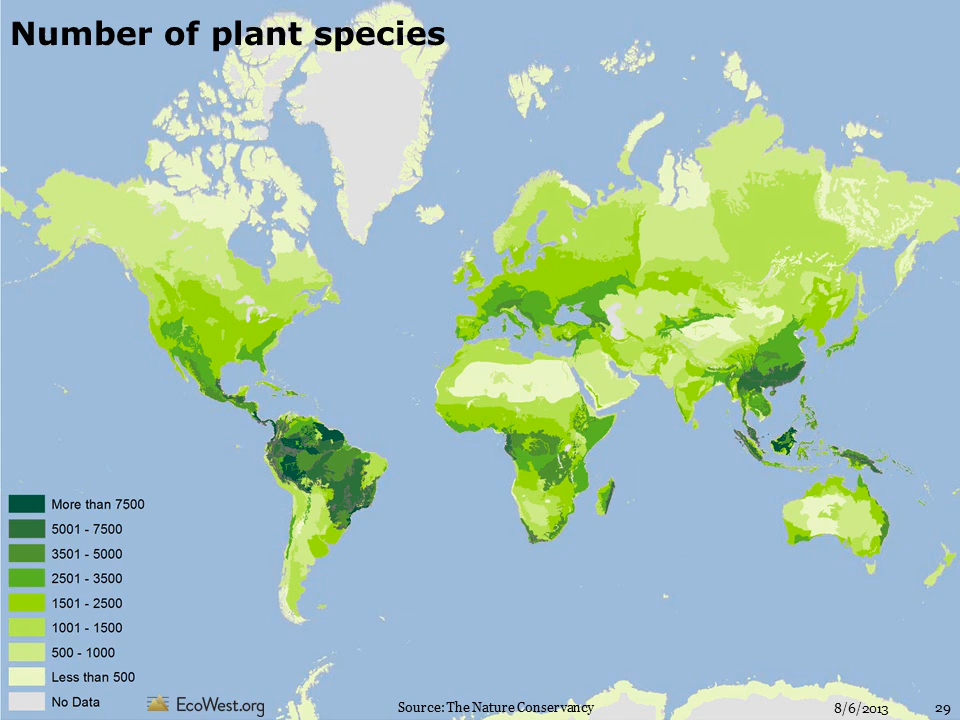 Number of plant species
More than 7500
5001 - 7500
3501 - 5000
2501 - 3500
1501 - 2500
1001 - 1500
500 - 1000
Less than 500
No Data
EcoWest.org
Source: The Nature Conservancy
8/6/2013
29